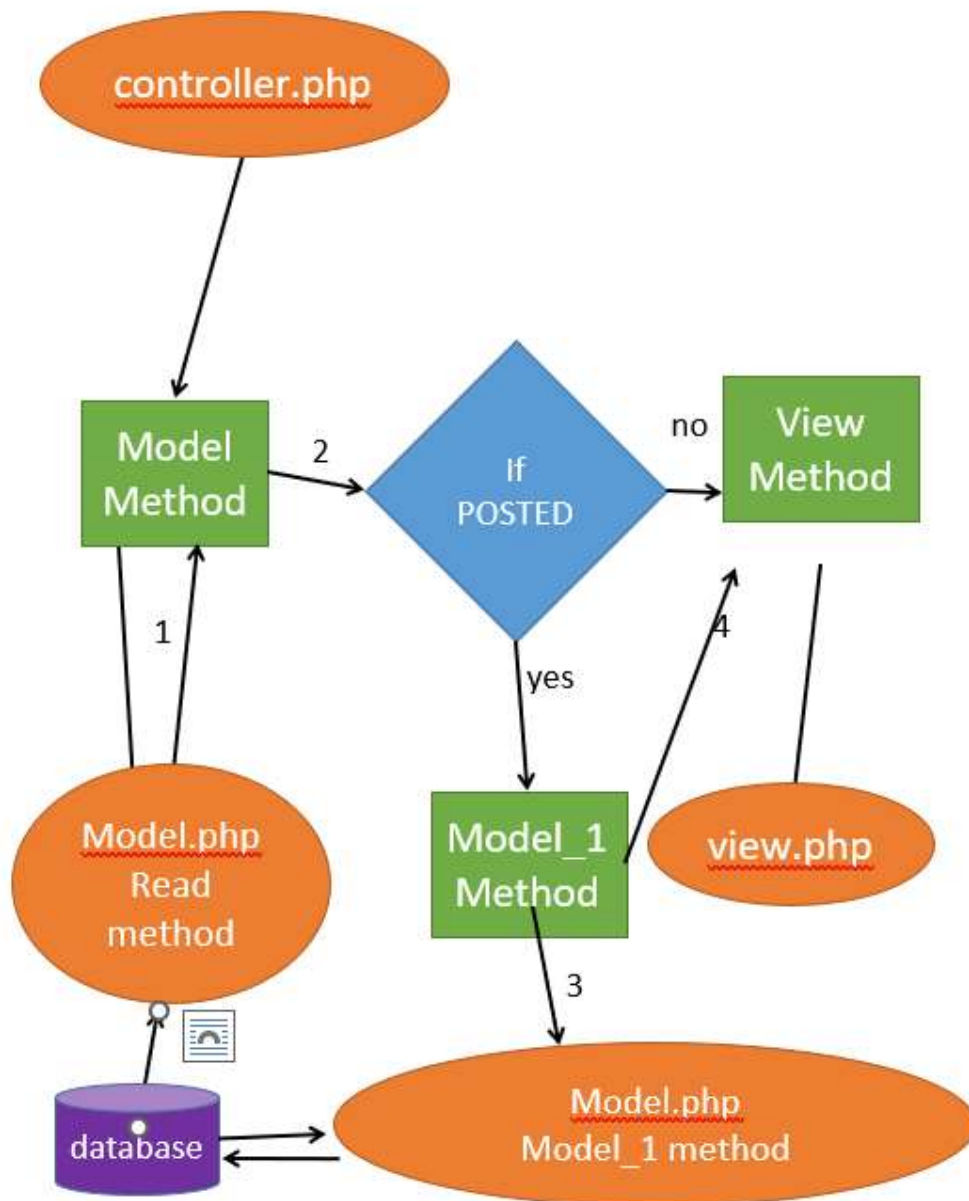 controller.php
Model
Method
2
If
POSTED
no
View
Method
1
yes
4
Model.php
Read
method
Model_1
Method
view.php
3
database
Model.php
Model_1 method